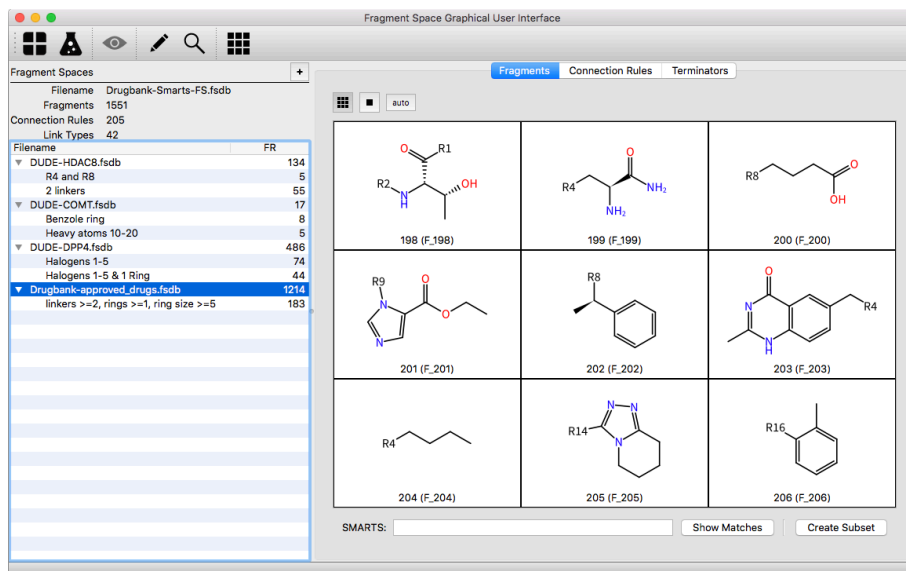 Fragment Space Graphical User Interface
Fragment Spaces +
Filename Drugbank-Smarts-FS.fsdb
Fragments 1551
Connection Rules 205
Link Types 42
Filename FR
DUDE-HDAC8.fsdb 134
R4 and R8 5
2 linkers 55
DUDE-COMT.fsdb 17
Benzole ring 8
Heavy atoms 10-20 5
DUDE-DPP4.fsdb 486
Halogens 1-5 74
Halogens 1-5 & 1 Ring 44
Drugbank-approved_drugs.fsdb 1214
linkers >=2, rings >=1, ring size >=5 183
Fragments Connection Rules Terminators
auto
O R1
R2 N H OH
198 (F_198)
O
R4 NH₂
NH₂
199 (F_199)
R8 O
OH
200 (F_200)
R9 O
N O
N
201 (F_201)
R8
202 (F_202)
O
N R4
N
H
203 (F_203)
R4
204 (F_204)
N N
R14 N
205 (F_205)
R16
206 (F_206)
SMARTS: Show Matches Create Subset